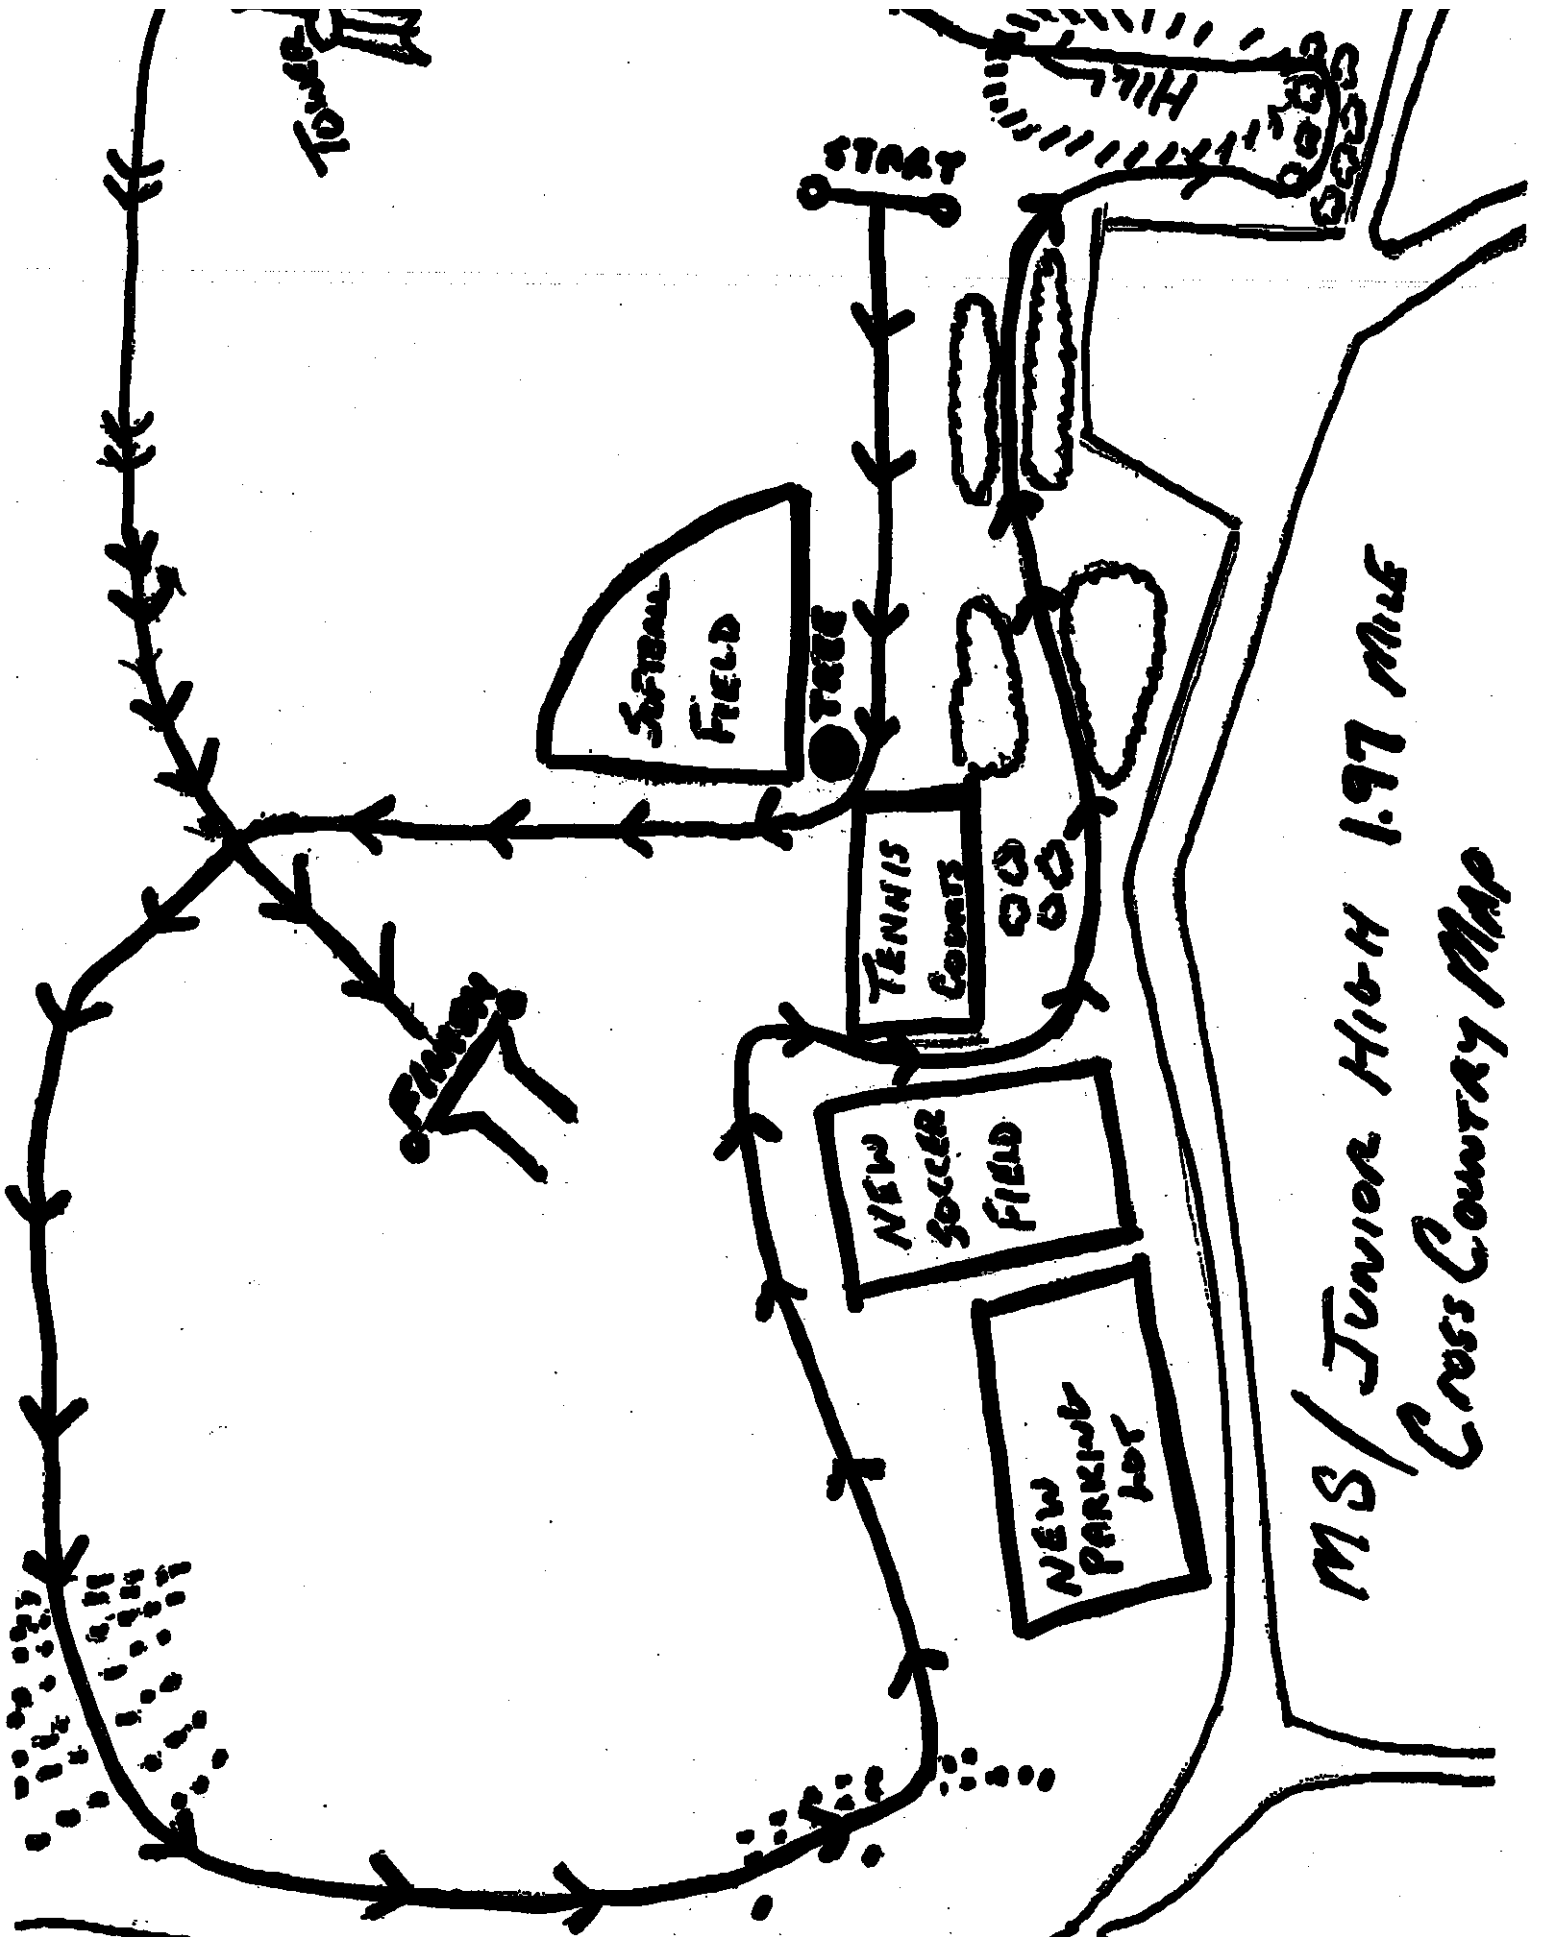 MS/JUNIOR HIGH 1.97 MILE
CROSS COUNTRY MAP
TOWER
START
HILL
SOFTBALL
FIELD
TREE
TENNIS
COURTS
FINISH
NEW
SOCCER
FIELD
NEW
PARKING
LOT